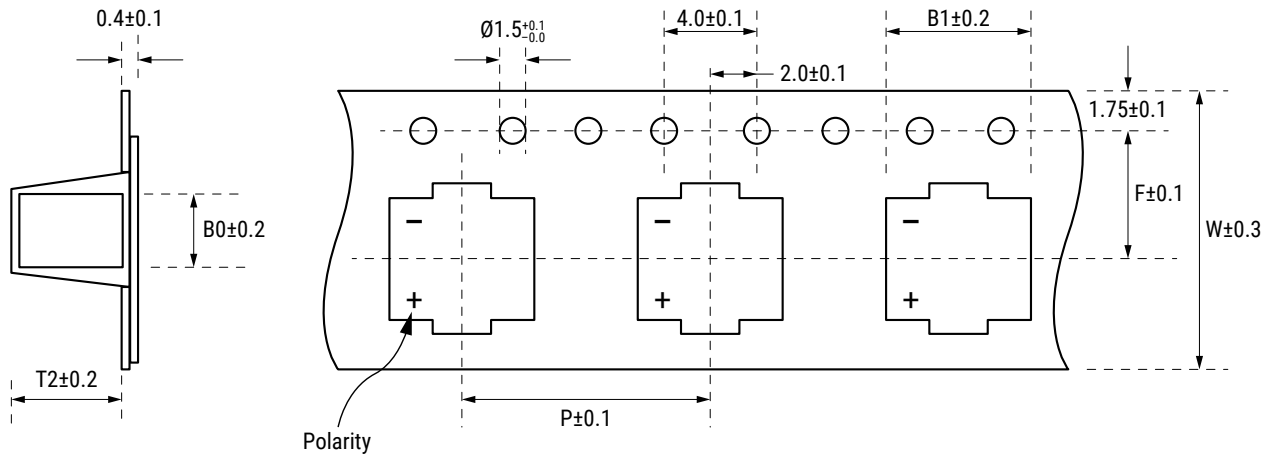 0.4±0.1
Ø1.5 +0.1 −0.0
4.0±0.1
B1±0.2
2.0±0.1
1.75±0.1
B0±0.2
F±0.1
W±0.3
−
−
−
+
+
+
T2±0.2
P±0.1
Polarity